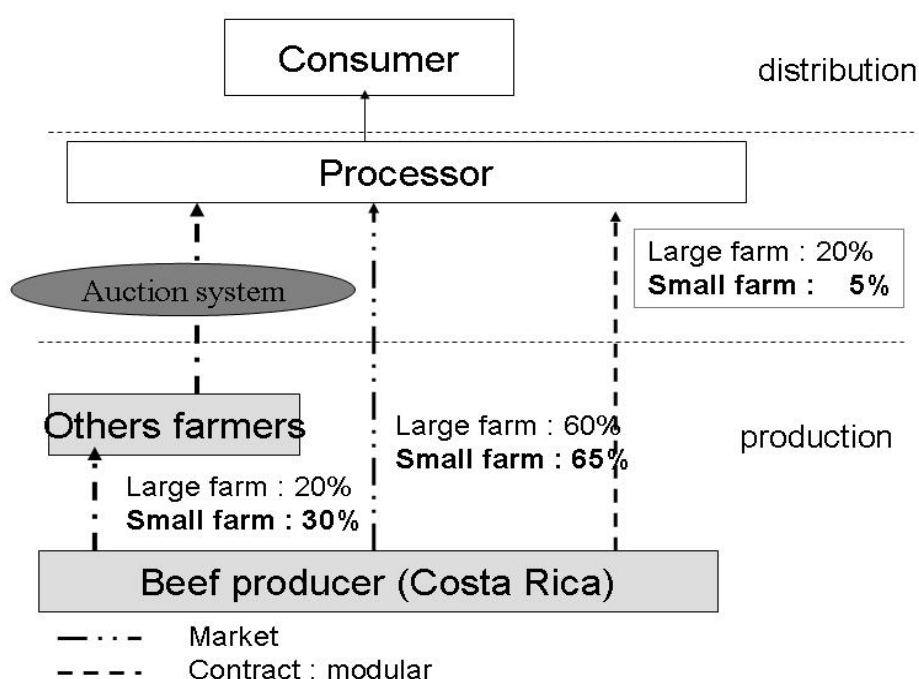 Consumer
distribution
Processor
Large farm : 20%
Small farm : 5%
Auction system
Others farmers
Large farm : 60%
Small farm : 65%
production
Large farm : 20%
Small farm : 30%
Beef producer (Costa Rica)
Market
Contract : modular